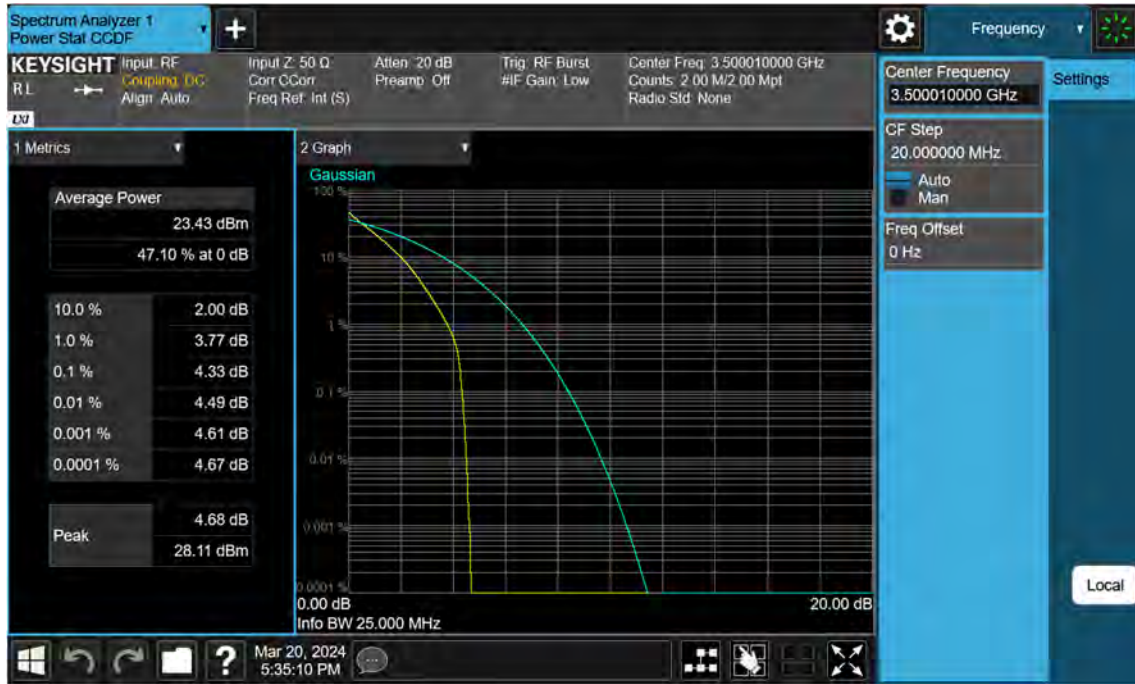 Spectrum Analyzer 1
Power Stat CCDF
+
Frequency
KEYSIGHT
RL
LXI
Input: RF
Coupling: DC
Align: Auto
Input Z: 50 Ω
Corr CCorr
Freq Ref: Int (S)
Atten: 20 dB
Preamp: Off
Trig: RF Burst
#IF Gain: Low
Center Freq: 3.500010000 GHz
Counts: 2.00 M/2.00 Mpt
Radio Std: None
Center Frequency
3.500010000 GHz
Settings
CF Step
20.000000 MHz
Auto
Man
Freq Offset
0 Hz
1 Metrics
Average Power
23.43 dBm
47.10 % at 0 dB
10.0 % 2.00 dB
1.0 % 3.77 dB
0.1 % 4.33 dB
0.01 % 4.49 dB
0.001 % 4.61 dB
0.0001 % 4.67 dB
Peak
4.68 dB
28.11 dBm
2 Graph
Gaussian
100 %
10 %
1 %
0.1 %
0.01 %
0.001 %
0.0001 %
0.00 dB
20.00 dB
Info BW 25.000 MHz
Local
?
Mar 20, 2024
5:35:10 PM